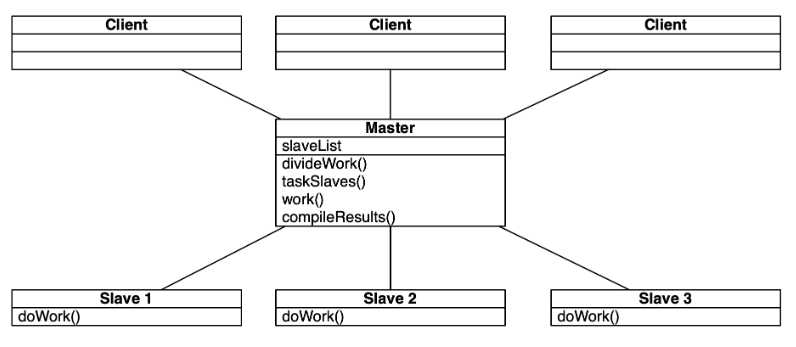 Client
Client
Client
Master
slaveList
divideWork()
taskSlaves()
work()
compileResults()
Slave 1
doWork()
Slave 2
doWork()
Slave 3
doWork()